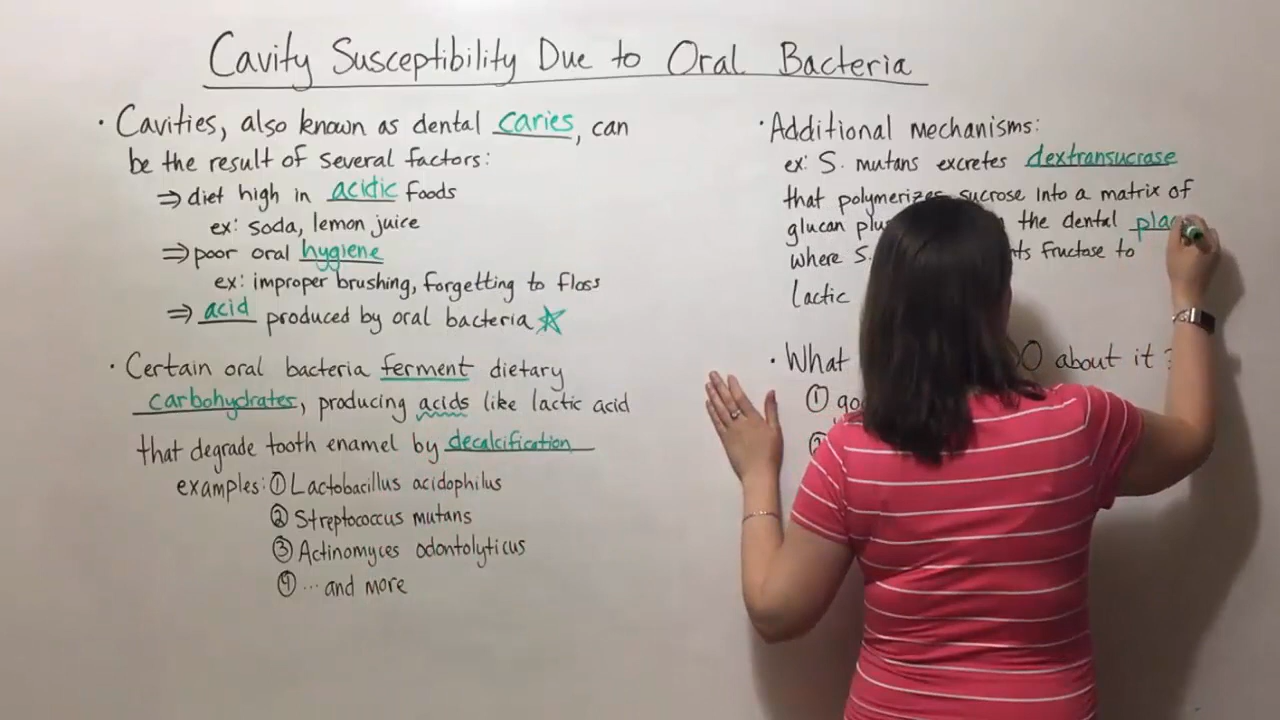 Cavity Susceptibility Due to Oral Bacteria
· Cavities, also known as dental caries, can
be the result of several factors:
⇒ diet high in acidic foods
ex: soda, lemon juice
⇒ poor oral hygiene
ex: improper brushing, forgetting to floss
⇒ acid produced by oral bacteria ☆
· Certain oral bacteria ferment dietary
carbohydrates, producing acids like lactic acid
that degrade tooth enamel by decalcification
examples: ① Lactobacillus acidophilus
② Streptococcus mutans
③ Actinomyces odontolyticus
④ ... and more
· Additional mechanisms:
ex: S. mutans excretes dextransucrase
that polymerizes sucrose into a matrix of
glucan the dental
where S. fructose to
lactic
· What DO about it?
①
②